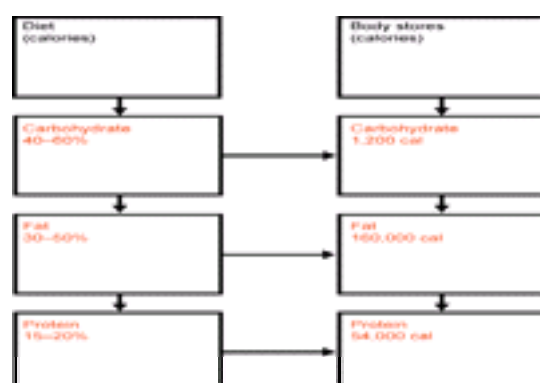 Diet
(calories)
Body stores
(calories)
Carbohydrate
40–60%
Carbohydrate
1,200 cal
Fat
30–50%
Fat
160,000 cal
Protein
15–20%
Protein
54,000 cal